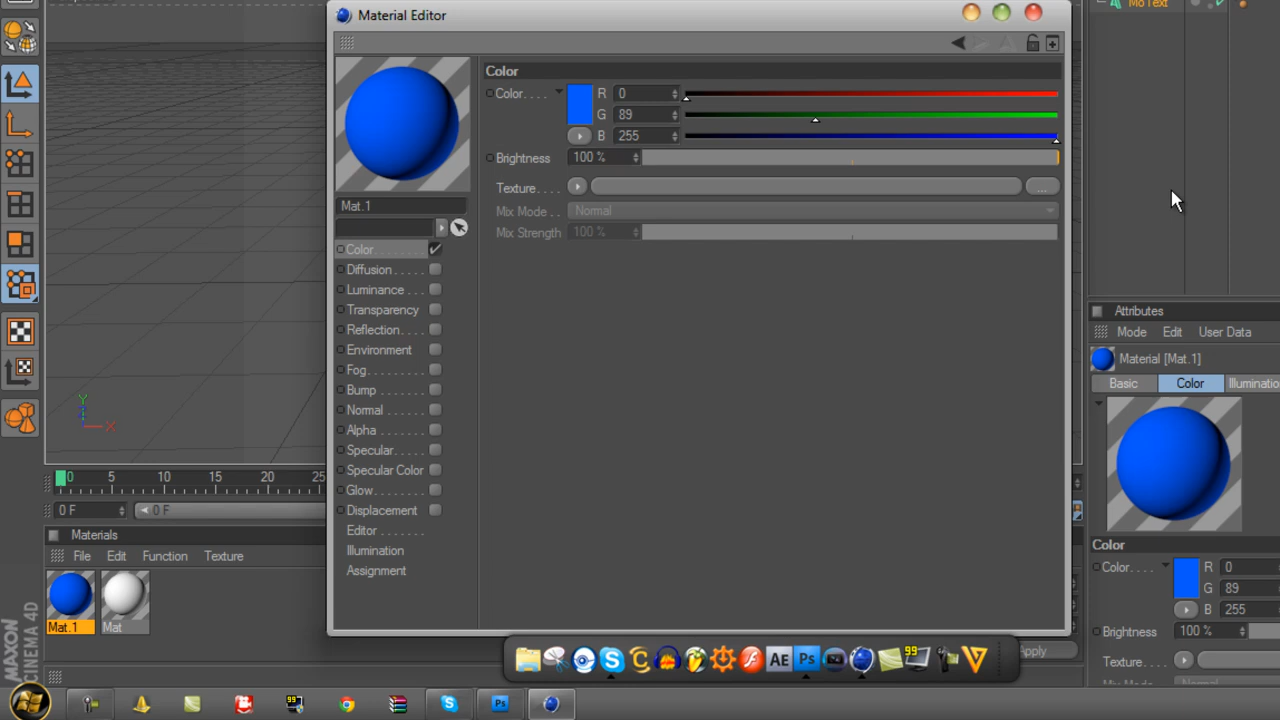 Material Editor
MoText
Color
Color. . . .
R 0
G 89
B 255
Brightness 100 %
Texture. . . .
...
Mix Mode . . Normal
Mix Strength 100 %
Mat.1
Color. . . . . . . .
Diffusion . . . . .
Luminance . . .
Transparency
Reflection. . . .
Environment
Fog. . . . . . . . .
Bump . . . . . . .
Normal . . . . . .
Alpha . . . . . . .
Specular. . . . .
Specular Color
Glow. . . . . . . .
Displacement
Editor . . . . . . .
Illumination
Assignment
Attributes
Mode Edit User Data
Material [Mat.1]
Basic Color Illuminatio
Color
Color. . . .
R 0
G 89
B 255
Brightness 100 %
Texture. . . .
Y
X
0 5 10 15 20 25
0 F 0 F
Materials
File Edit Function Texture
Mat.1 Mat
MAXON
CINEMA 4D
Apply
AE Ps 99
99 Ps